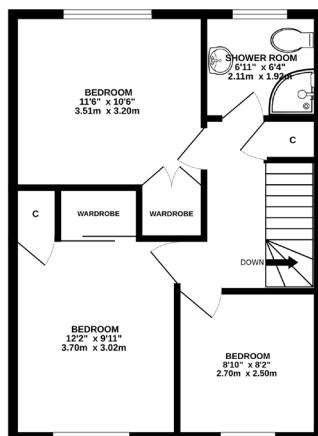 BEDROOM
11'6" x 10'6"
3.51m x 3.20m
SHOWER ROOM
6'11" x 6'4"
2.11m x 1.92m
C
C
WARDROBE
WARDROBE
DOWN
BEDROOM
12'2" x 9'11"
3.70m x 3.02m
BEDROOM
8'10" x 8'2"
2.70m x 2.50m